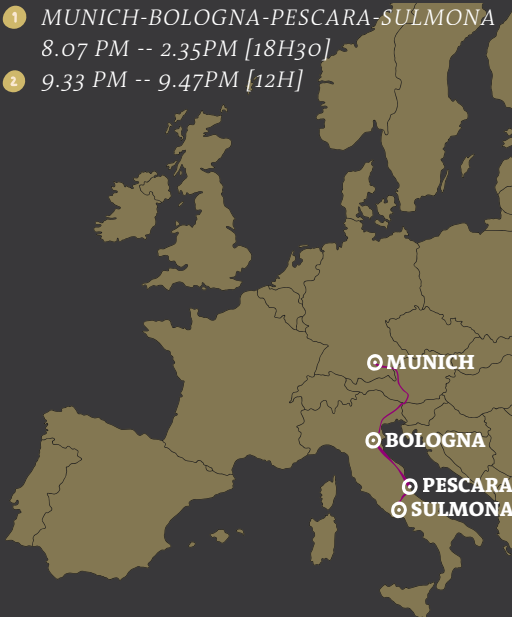 1 MUNICH-BOLOGNA-PESCARA-SULMONA
8.07 PM -- 2.35PM [18H30]
2 9.33 PM -- 9.47PM [12H]
MUNICH
BOLOGNA
PESCARA
SULMONA